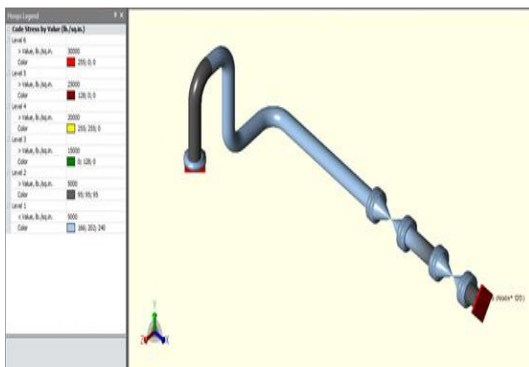 Hoops Legend
Code Stress by Value (lb./sq.in.)
Level 6
> Value, lb./sq.in. 30000
Color 255; 0; 0
Level 5
> Value, lb./sq.in. 25000
Color 128; 0; 0
Level 4
> Value, lb./sq.in. 20000
Color 255; 255; 0
Level 3
> Value, lb./sq.in. 15000
Color 0; 128; 0
Level 2
> Value, lb./sq.in. 5000
Color 95; 95; 95
Level 1
< Value, lb./sq.in. 5000
Color 166; 202; 240
Y
Z X
(Node* 120)